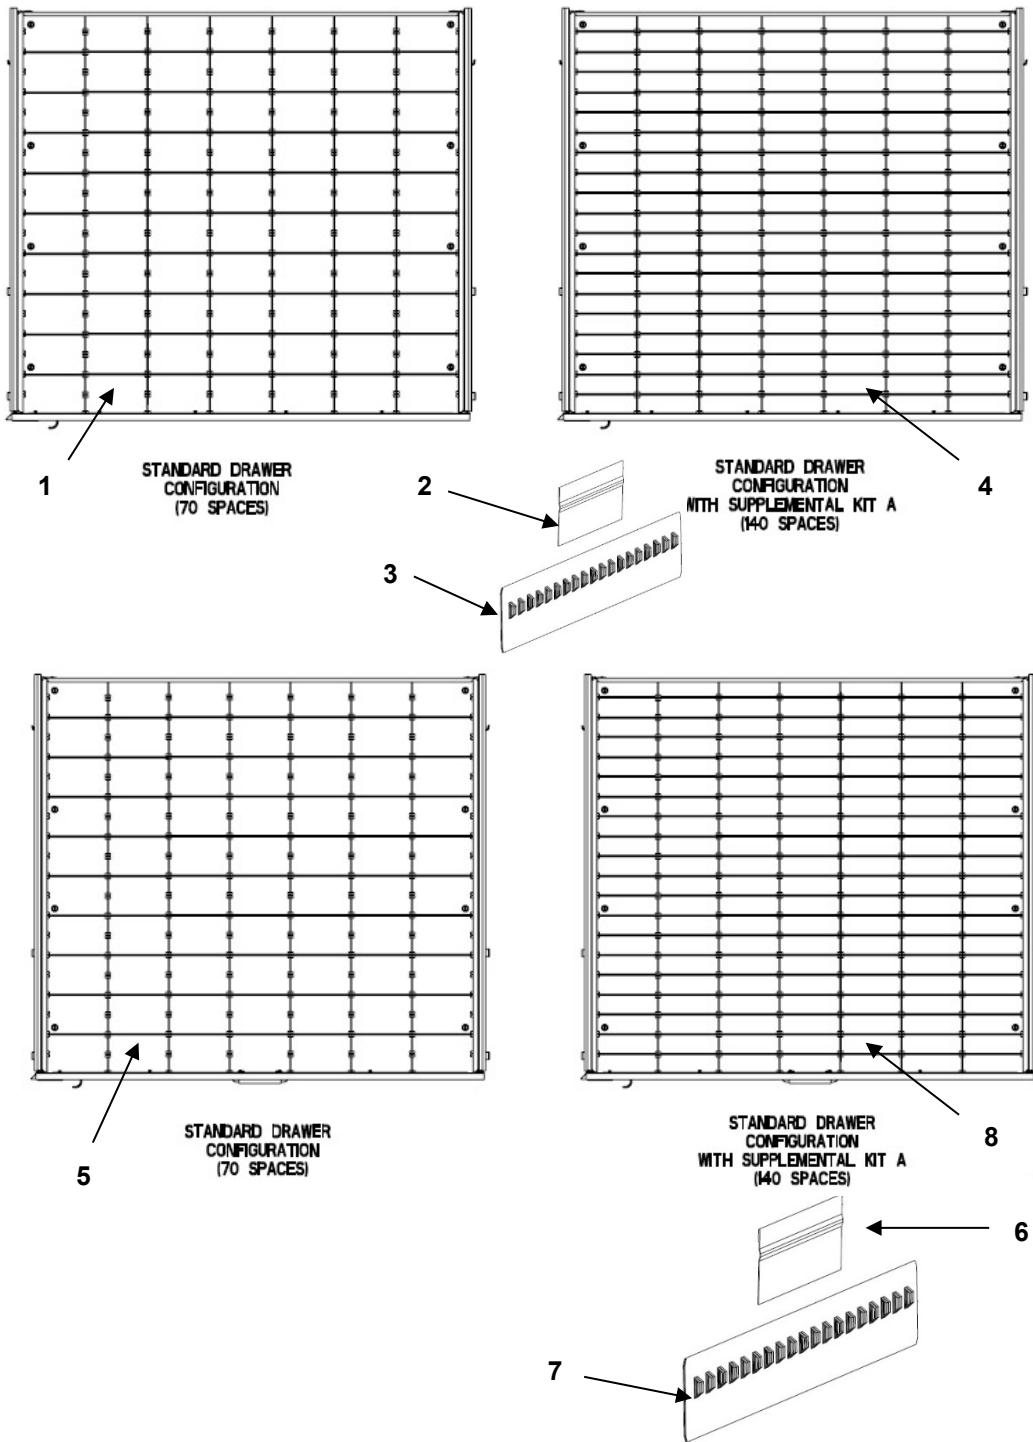 1
STANDARD DRAWER
CONFIGURATION
(70 SPACES)
2
3
STANDARD DRAWER
CONFIGURATION
WITH SUPPLEMENTAL KIT A
(140 SPACES)
4
5
STANDARD DRAWER
CONFIGURATION
(70 SPACES)
STANDARD DRAWER
CONFIGURATION
WITH SUPPLEMENTAL KIT A
(140 SPACES)
8
6
7